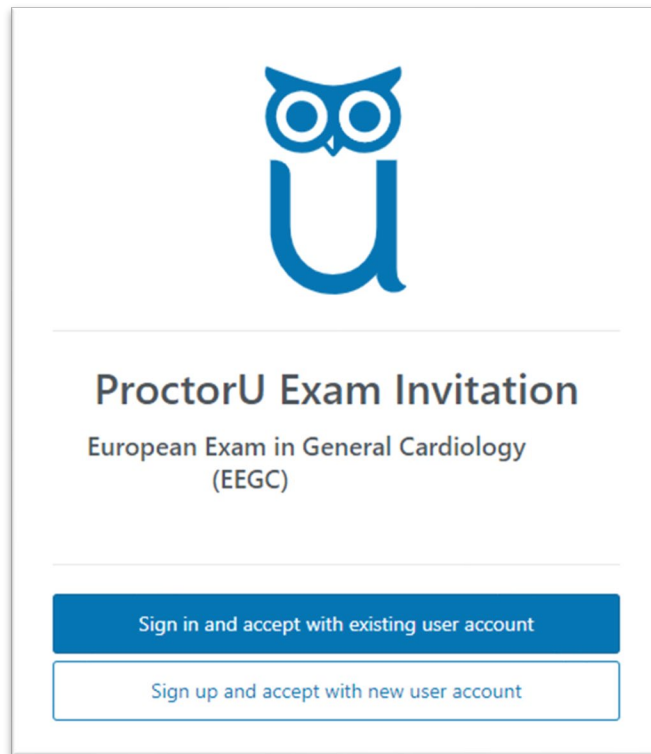 ProctorU Exam Invitation
European Exam in General Cardiology
(EEGC)
Sign in and accept with existing user account
Sign up and accept with new user account